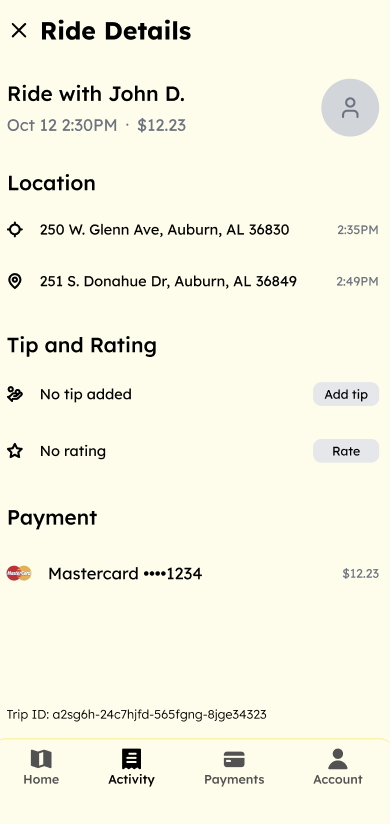 Ride Details
Ride with John D.
Oct 12 2:30PM · $12.23
Location
250 W. Glenn Ave, Auburn, AL 36830 2:35PM
251 S. Donahue Dr, Auburn, AL 36849 2:49PM
Tip and Rating
No tip added Add tip
No rating Rate
Payment
MasterCard Mastercard ••••1234 $12.23
Trip ID: a2sg6h-24c7hjfd-565fgng-8jge34323
Home Activity Payments Account